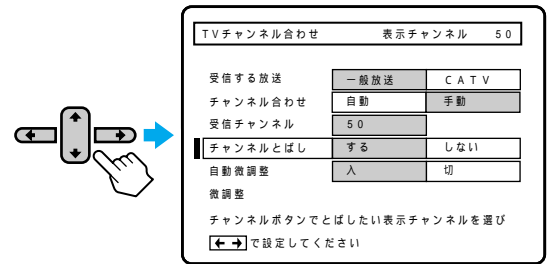 TVチャンネル合わせ 表示チャンネル 50
受信する放送 一般放送 CATV
チャンネル合わせ 自動 手動
受信チャンネル 50
チャンネルとばし する しない
自動微調整 入 切
微調整
チャンネルボタンでとばしたい表示チャンネルを選び
←→で設定してください